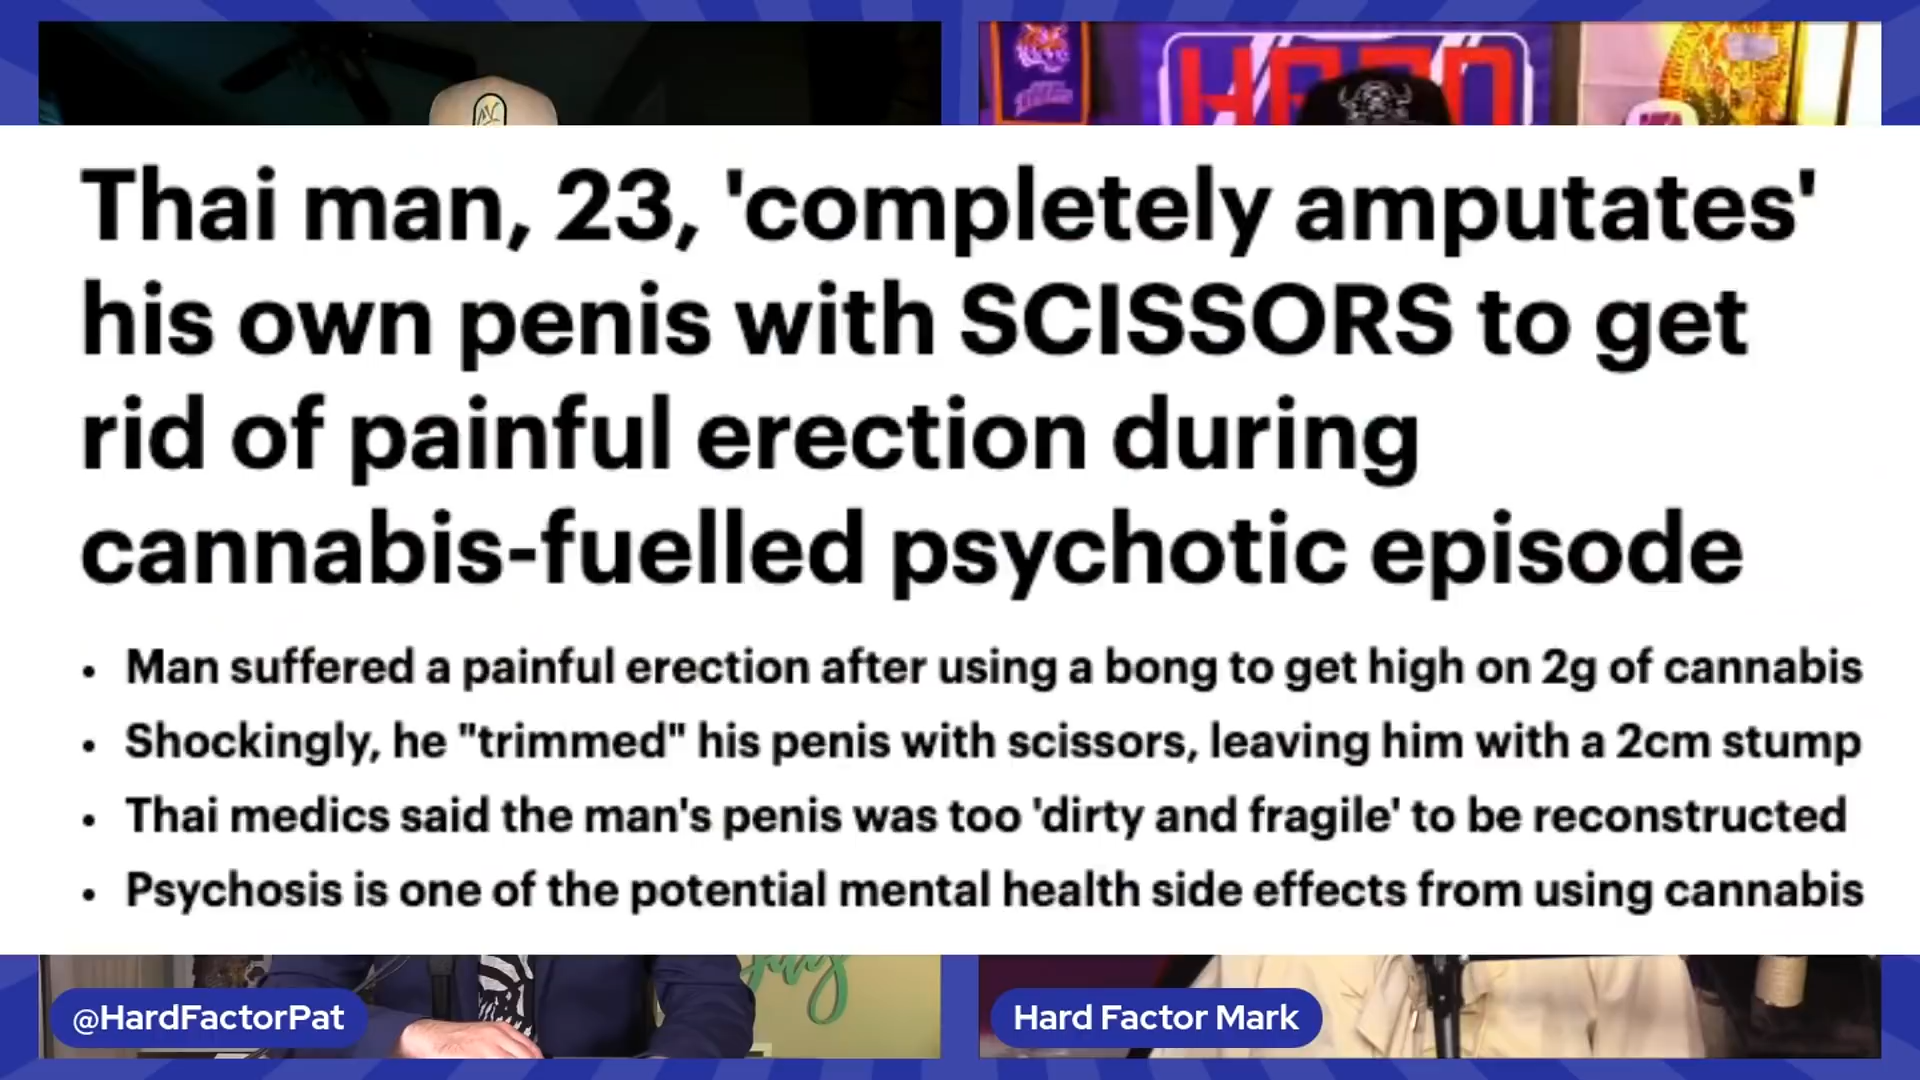 HARD
Thai man, 23, 'completely amputates'
his own penis with SCISSORS to get
rid of painful erection during
cannabis-fuelled psychotic episode
• Man suffered a painful erection after using a bong to get high on 2g of cannabis
• Shockingly, he "trimmed" his penis with scissors, leaving him with a 2cm stump
• Thai medics said the man's penis was too 'dirty and fragile' to be reconstructed
• Psychosis is one of the potential mental health side effects from using cannabis
@HardFactorPat
Hard Factor Mark